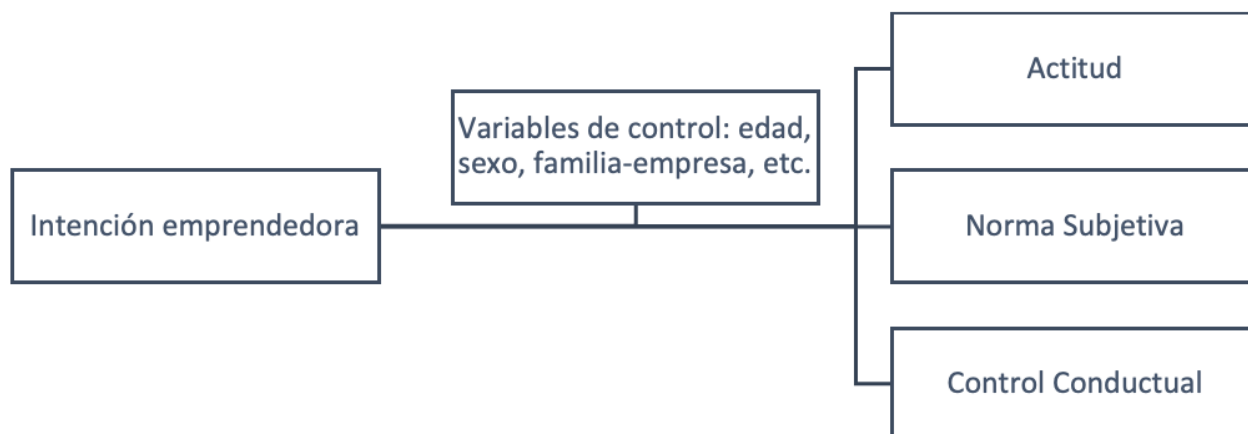 Intención emprendedora
Variables de control: edad,
sexo, familia-empresa, etc.
Actitud
Norma Subjetiva
Control Conductual